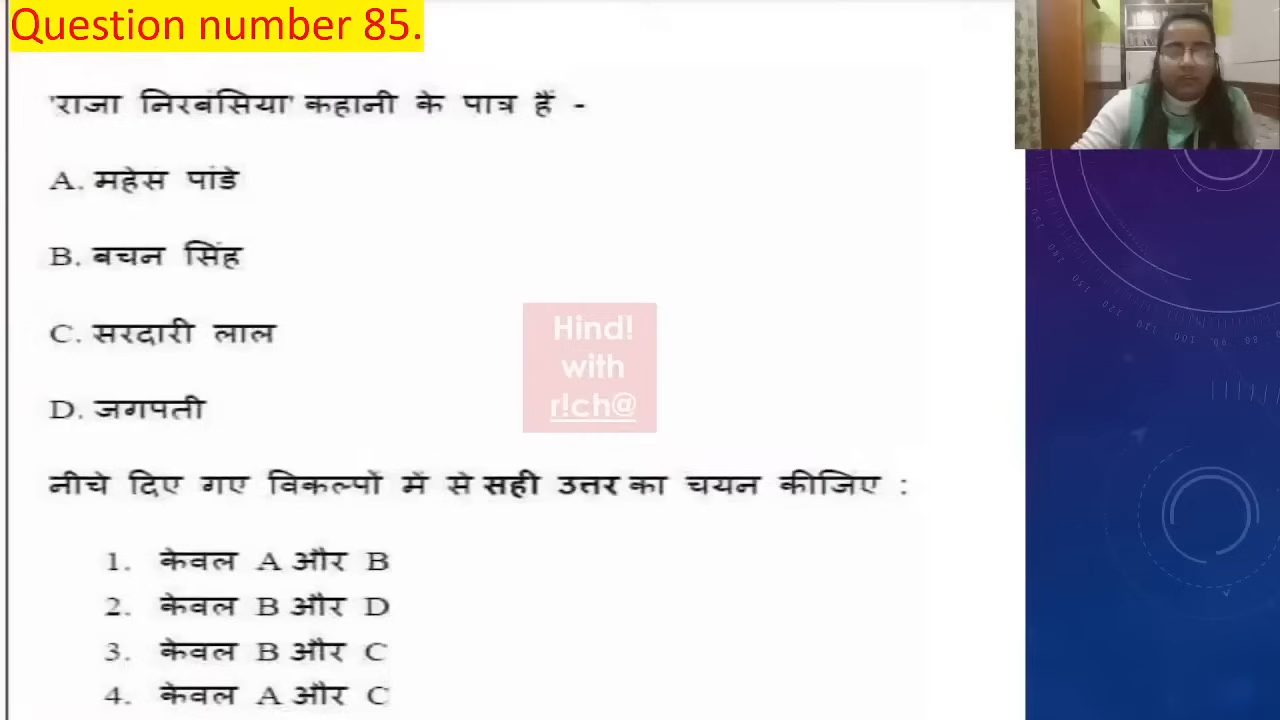 Question number 85.
'राजा निरबंसिया' कहानी के पात्र हैं -
A. महेस पांडे
B. बचन सिंह
C. सरदारी लाल
D. जगपती
Hind!
with
r!ch@
नीचे दिए गए विकल्पों में से सही उत्तर का चयन कीजिए :
1. केवल A और B
2. केवल B और D
3. केवल B और C
4. केवल A और C